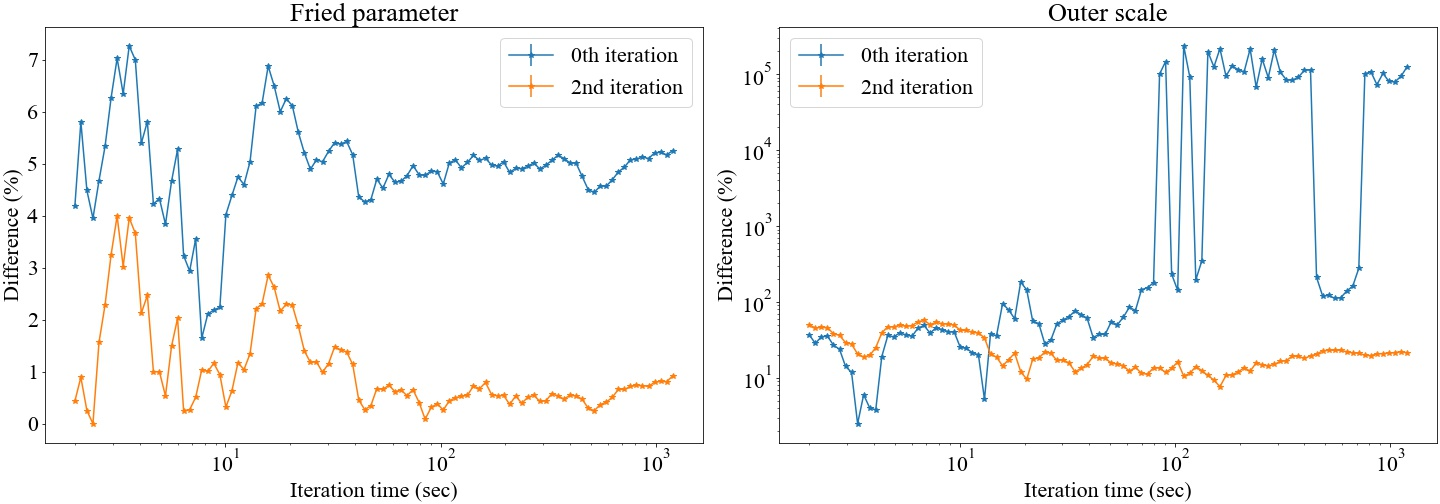 Fried parameter
0th iteration
2nd iteration
Difference (%)
7
6
5
4
3
2
1
0
10^1
10^2
10^3
Iteration time (sec)
Outer scale
0th iteration
2nd iteration
Difference (%)
10^5
10^4
10^3
10^2
10^1
10^1
10^2
10^3
Iteration time (sec)